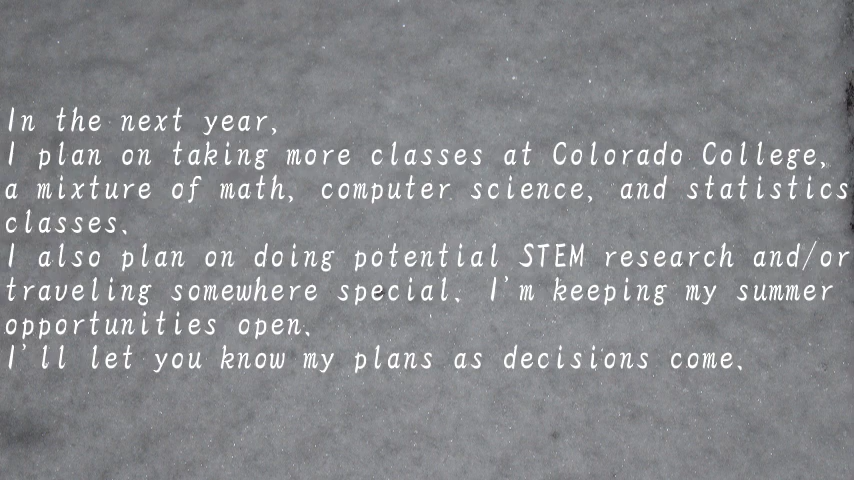 In the next year,
I plan on taking more classes at Colorado College,
a mixture of math, computer science, and statistics
classes.
I also plan on doing potential STEM research and/or
traveling somewhere special. I'm keeping my summer
opportunities open.
I'll let you know my plans as decisions come.